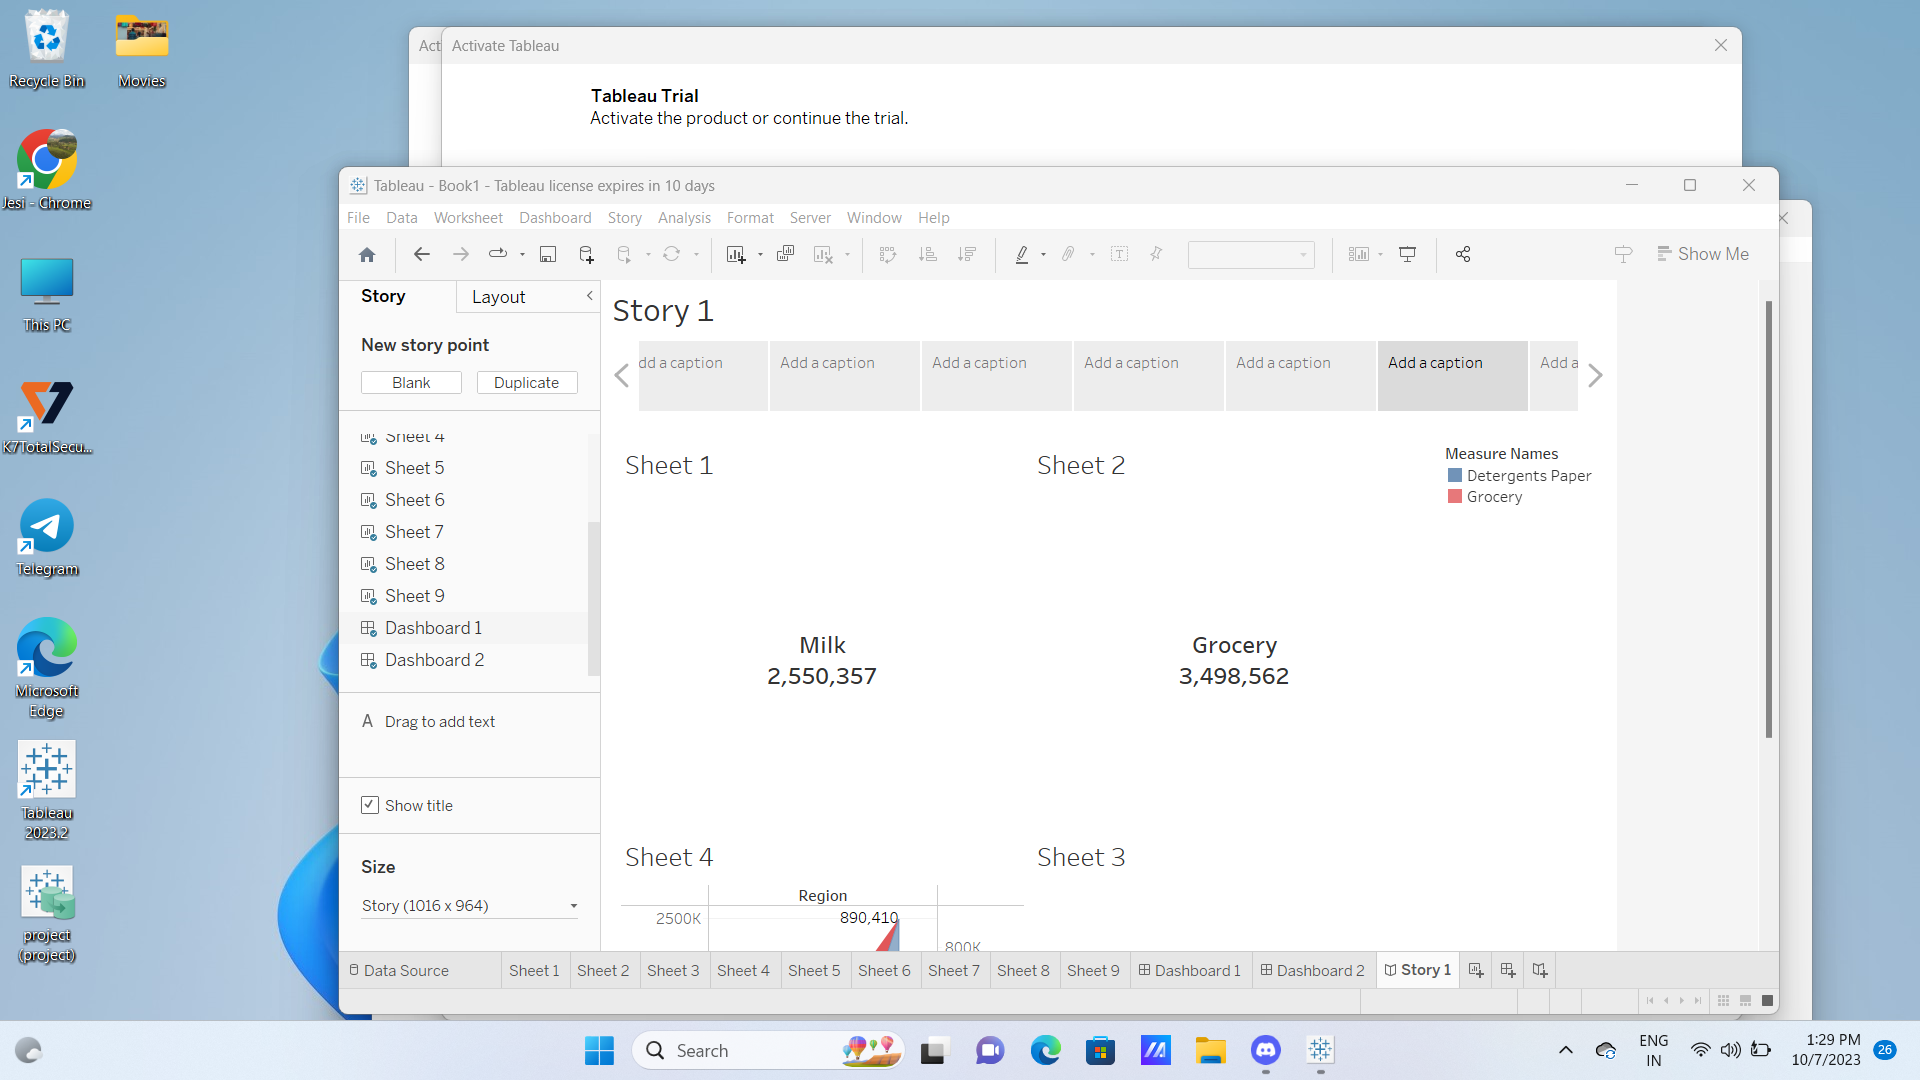 Recycle Bin
Movies
Jesi - Chrome
This PC
K7TotalSecu...
Telegram
Microsoft
Edge
Tableau
2023.2
project
(project)
Act
Activate Tableau
Tableau Trial
Activate the product or continue the trial.
Tableau - Book1 - Tableau license expires in 10 days
File Data Worksheet Dashboard Story Analysis Format Server Window Help
Show Me
Story
Layout
New story point
Blank
Duplicate
Sheet 4
Sheet 5
Sheet 6
Sheet 7
Sheet 8
Sheet 9
Dashboard 1
Dashboard 2
A Drag to add text
Show title
Size
Story (1016 x 964)
Story 1
dd a caption
Add a caption
Add a caption
Add a caption
Add a caption
Add a caption
Add a
Sheet 1
Milk
2,550,357
Sheet 2
Grocery
3,498,562
Measure Names
Detergents Paper
Grocery
Sheet 4
Region
2500K
890,410
800K
Sheet 3
Data Source Sheet 1 Sheet 2 Sheet 3 Sheet 4 Sheet 5 Sheet 6 Sheet 7 Sheet 8 Sheet 9 Dashboard 1 Dashboard 2 Story 1
Search
ENG
IN
1:29 PM
10/7/2023
26